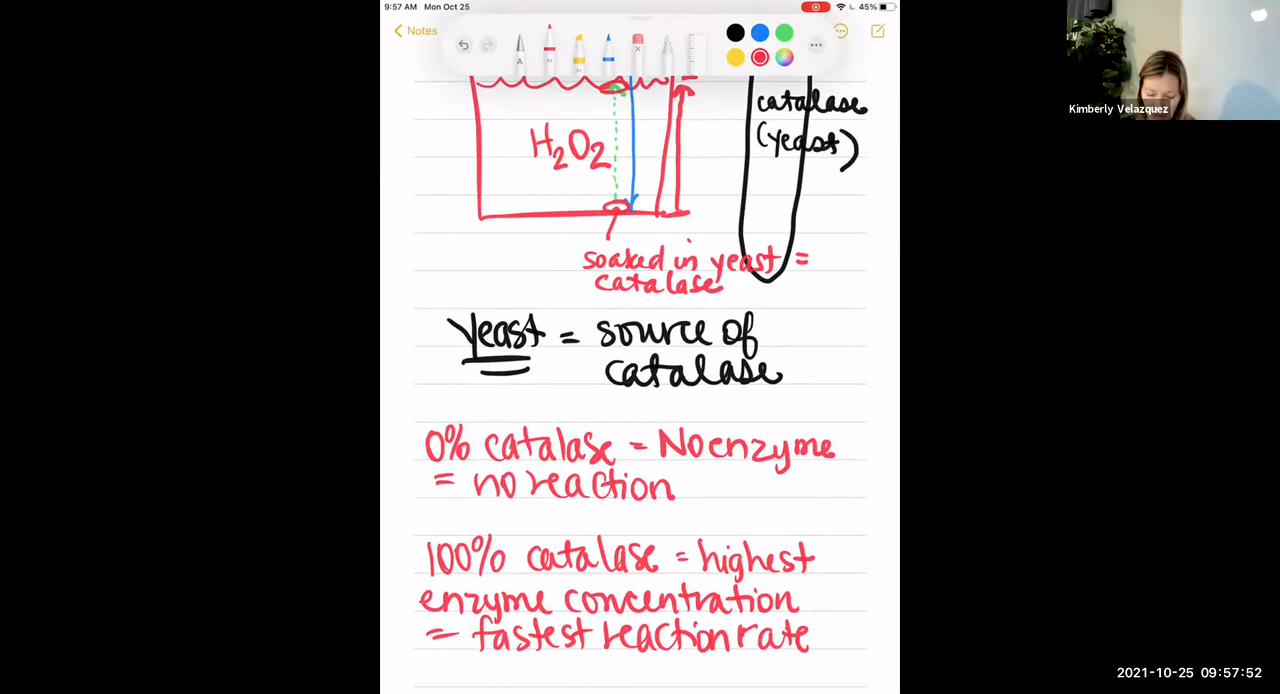 9:57 AM Mon Oct 25
45%
Notes
A
Kimberly Velazquez
catalase
(yeast)
H2O2
soaked in yeast =
catalase
yeast = source of
catalase
0% catalase = No enzyme
= no reaction
100% catalase = highest
enzyme concentration
= fastest reaction rate
2021-10-25 09:57:52